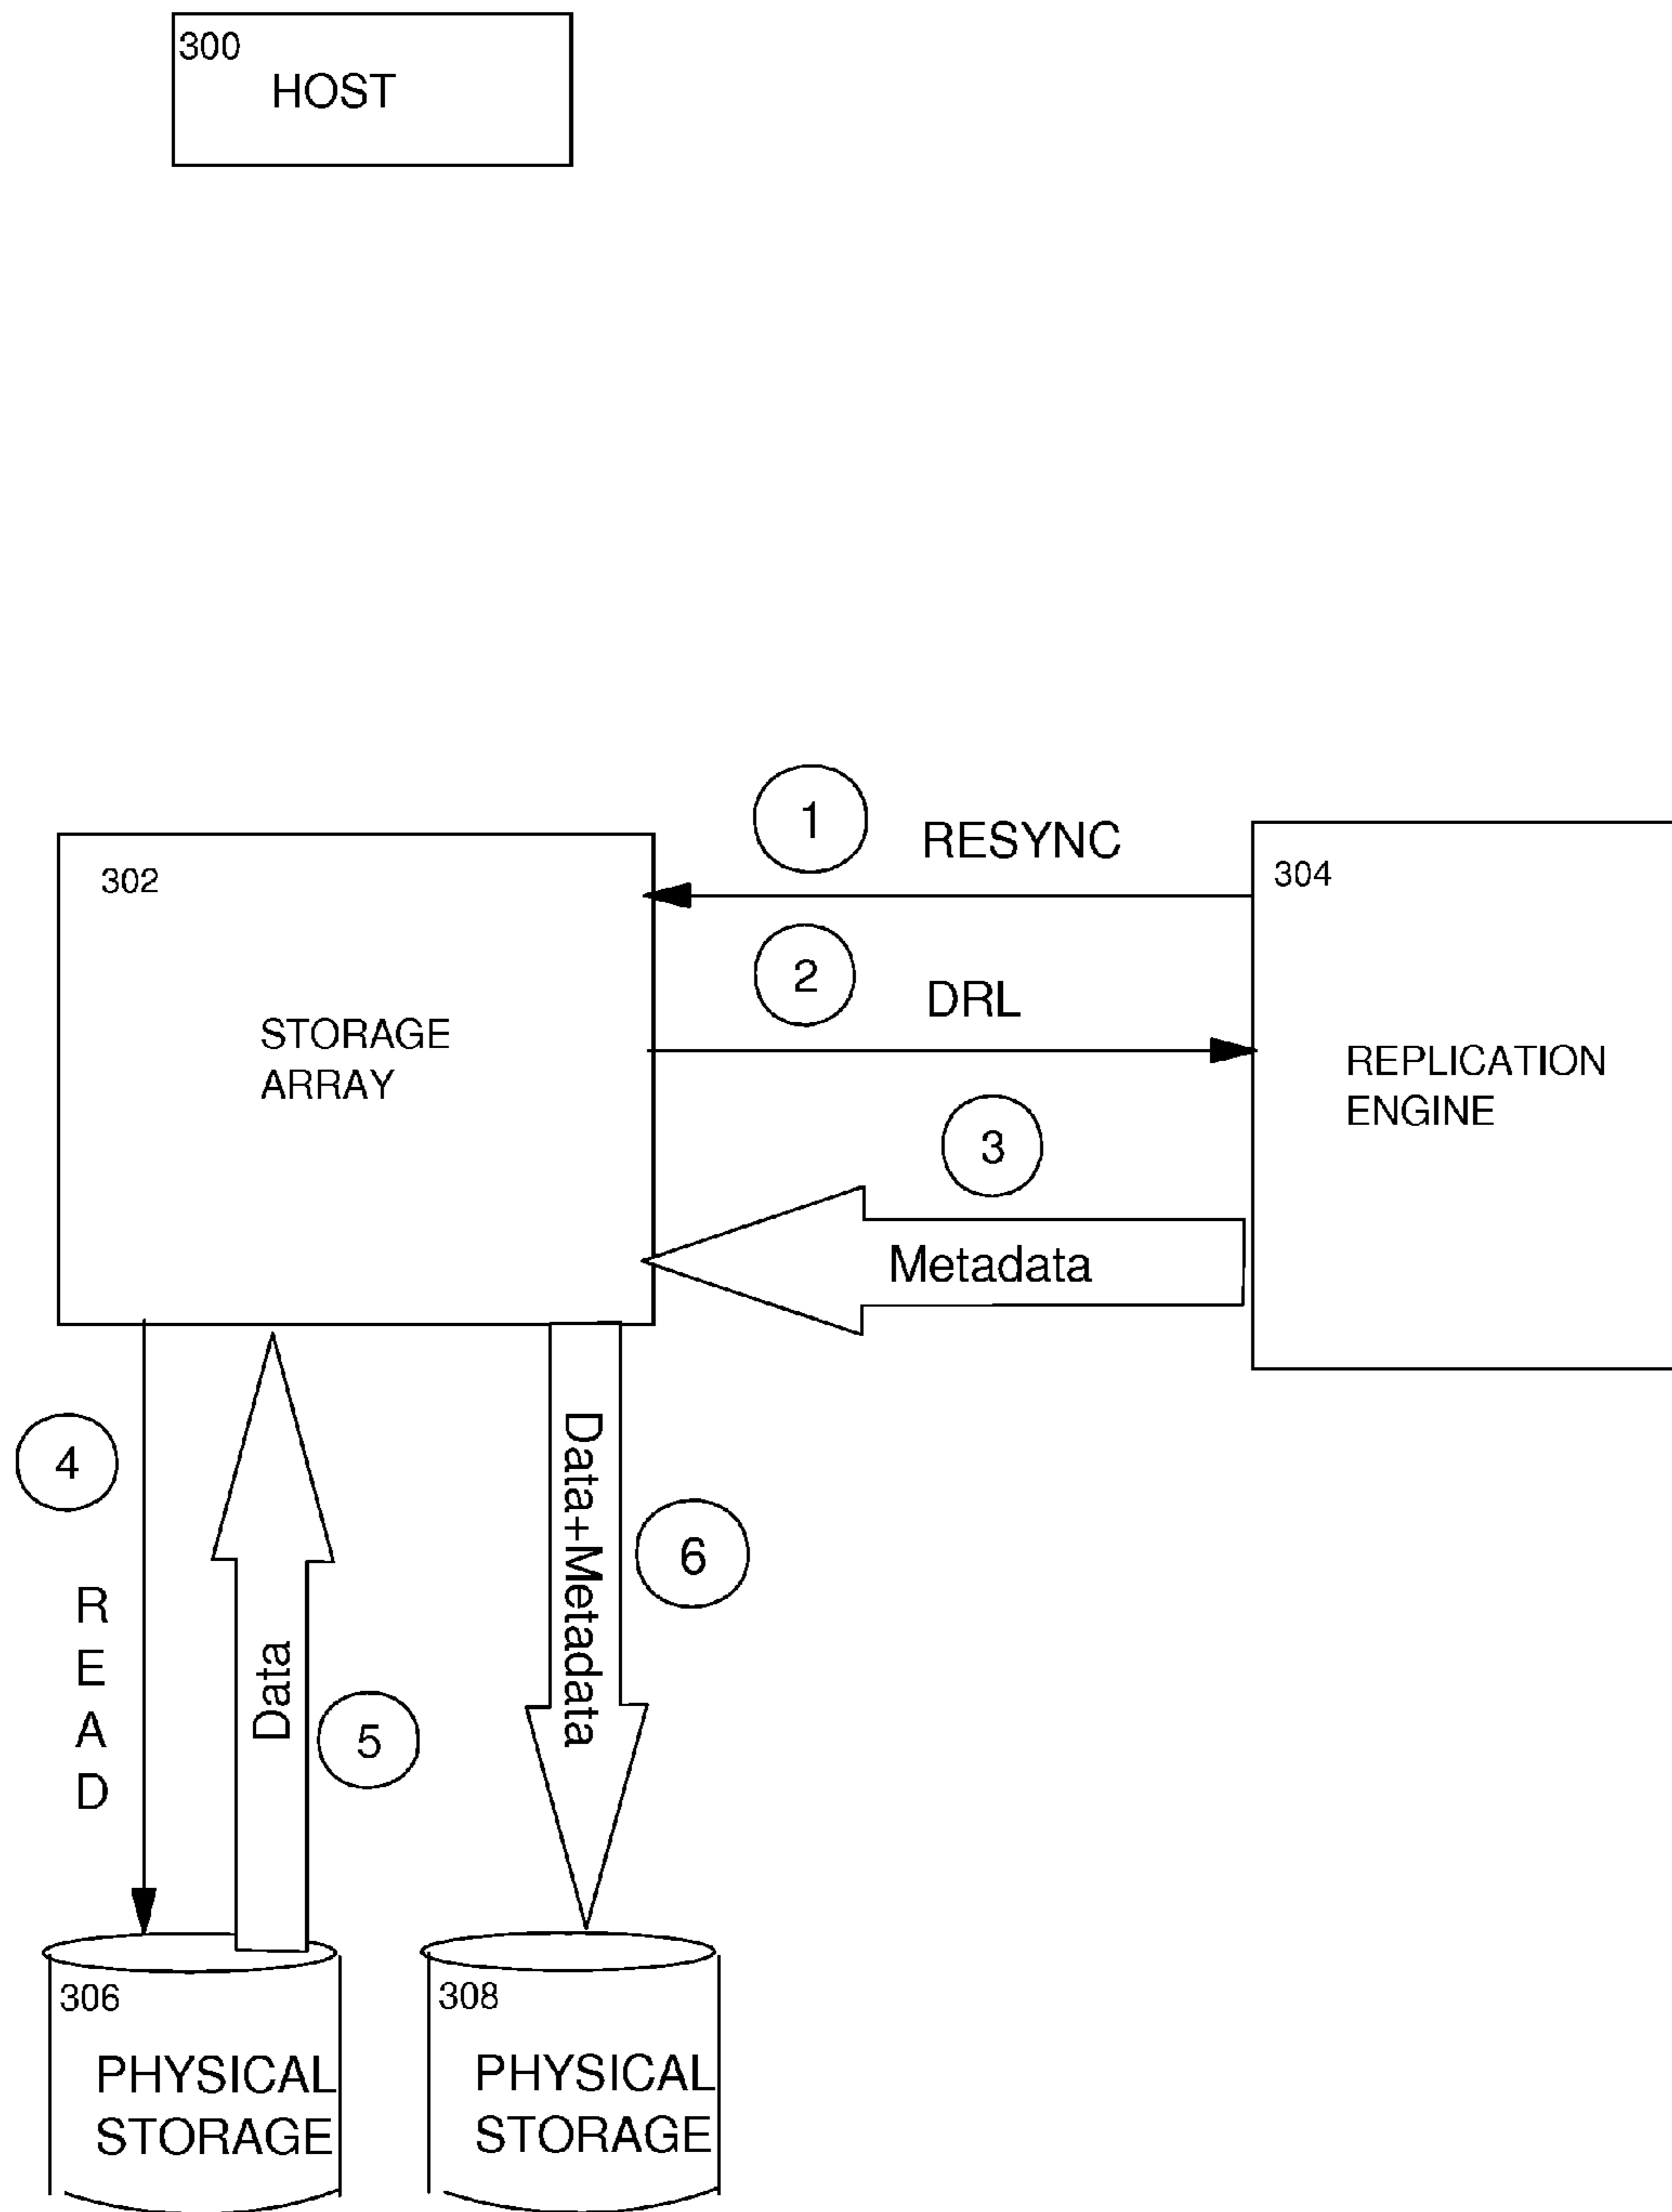 300
HOST
1
RESYNC
302
304
2
DRL
STORAGE
ARRAY
REPLICATION
ENGINE
3
Metadata
4
READ
Data
5
Data+Metadata
6
306
PHYSICAL
STORAGE
308
PHYSICAL
STORAGE